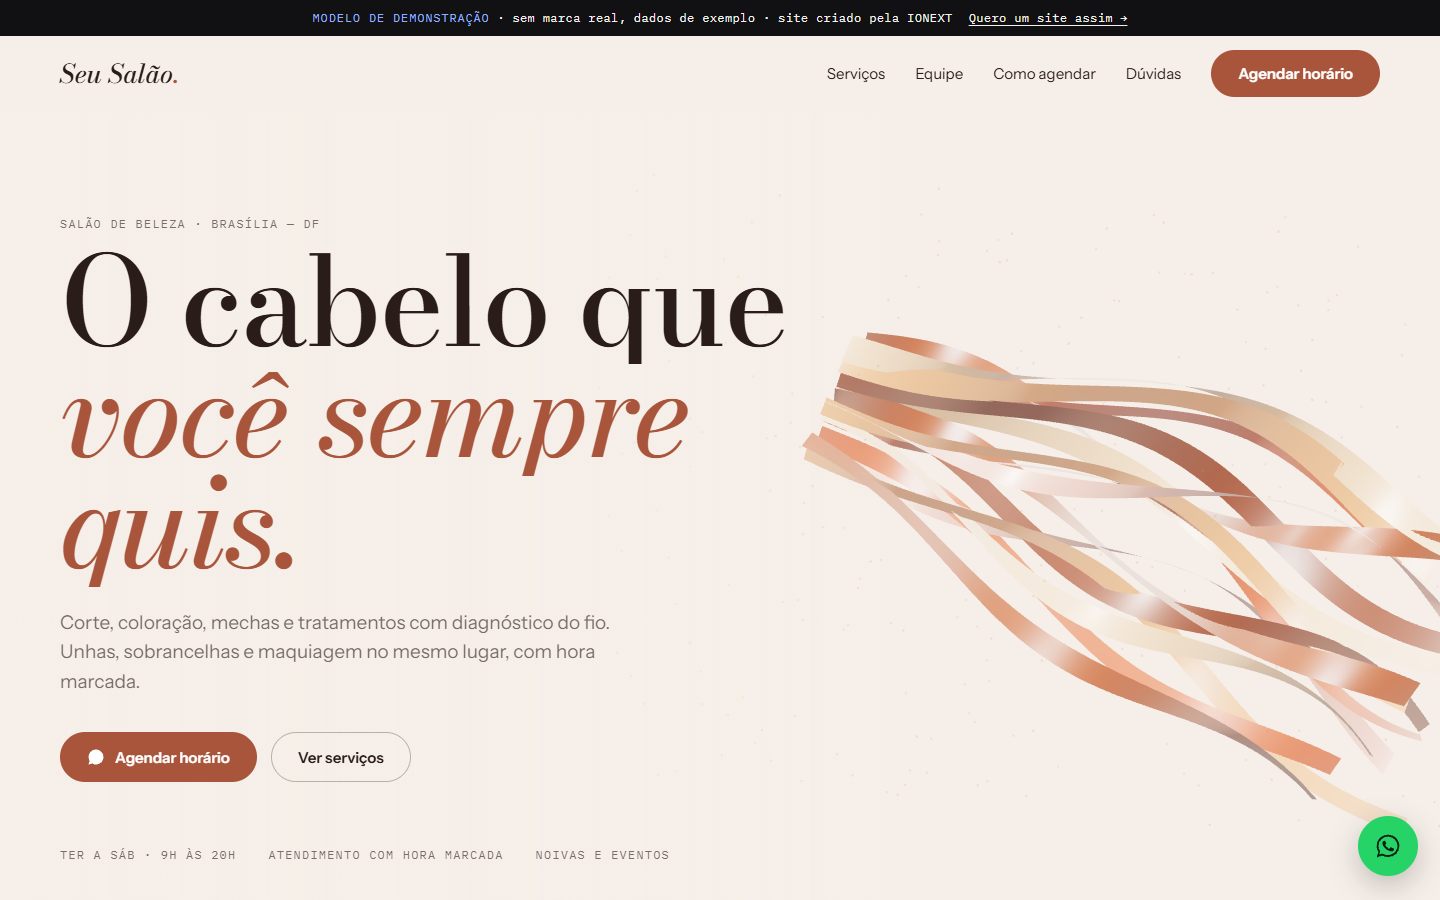 MODELO DE DEMONSTRAÇÃO · sem marca real, dados de exemplo · site criado pela IONEXT Quero um site assim →
Seu Salão.
Serviços
Equipe
Como agendar
Dúvidas
Agendar horário
SALÃO DE BELEZA · BRASÍLIA — DF
O cabelo que
você sempre
quis.
Corte, coloração, mechas e tratamentos com diagnóstico do fio.
Unhas, sobrancelhas e maquiagem no mesmo lugar, com hora
marcada.
Agendar horário
Ver serviços
TER A SÁB · 9H ÀS 20H
ATENDIMENTO COM HORA MARCADA
NOIVAS E EVENTOS